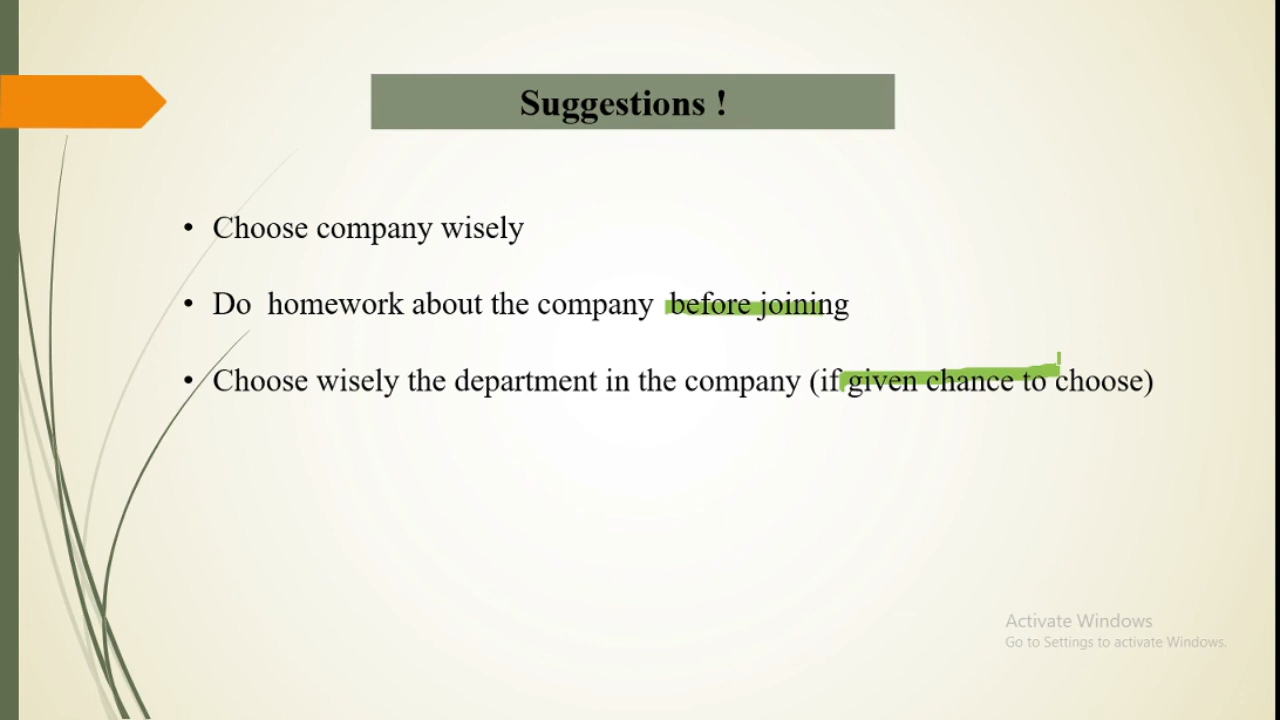 Suggestions !
• Choose company wisely
• Do  homework about the company  before joining
• Choose wisely the department in the company (if given chance to choose)
Activate Windows
Go to Settings to activate Windows.